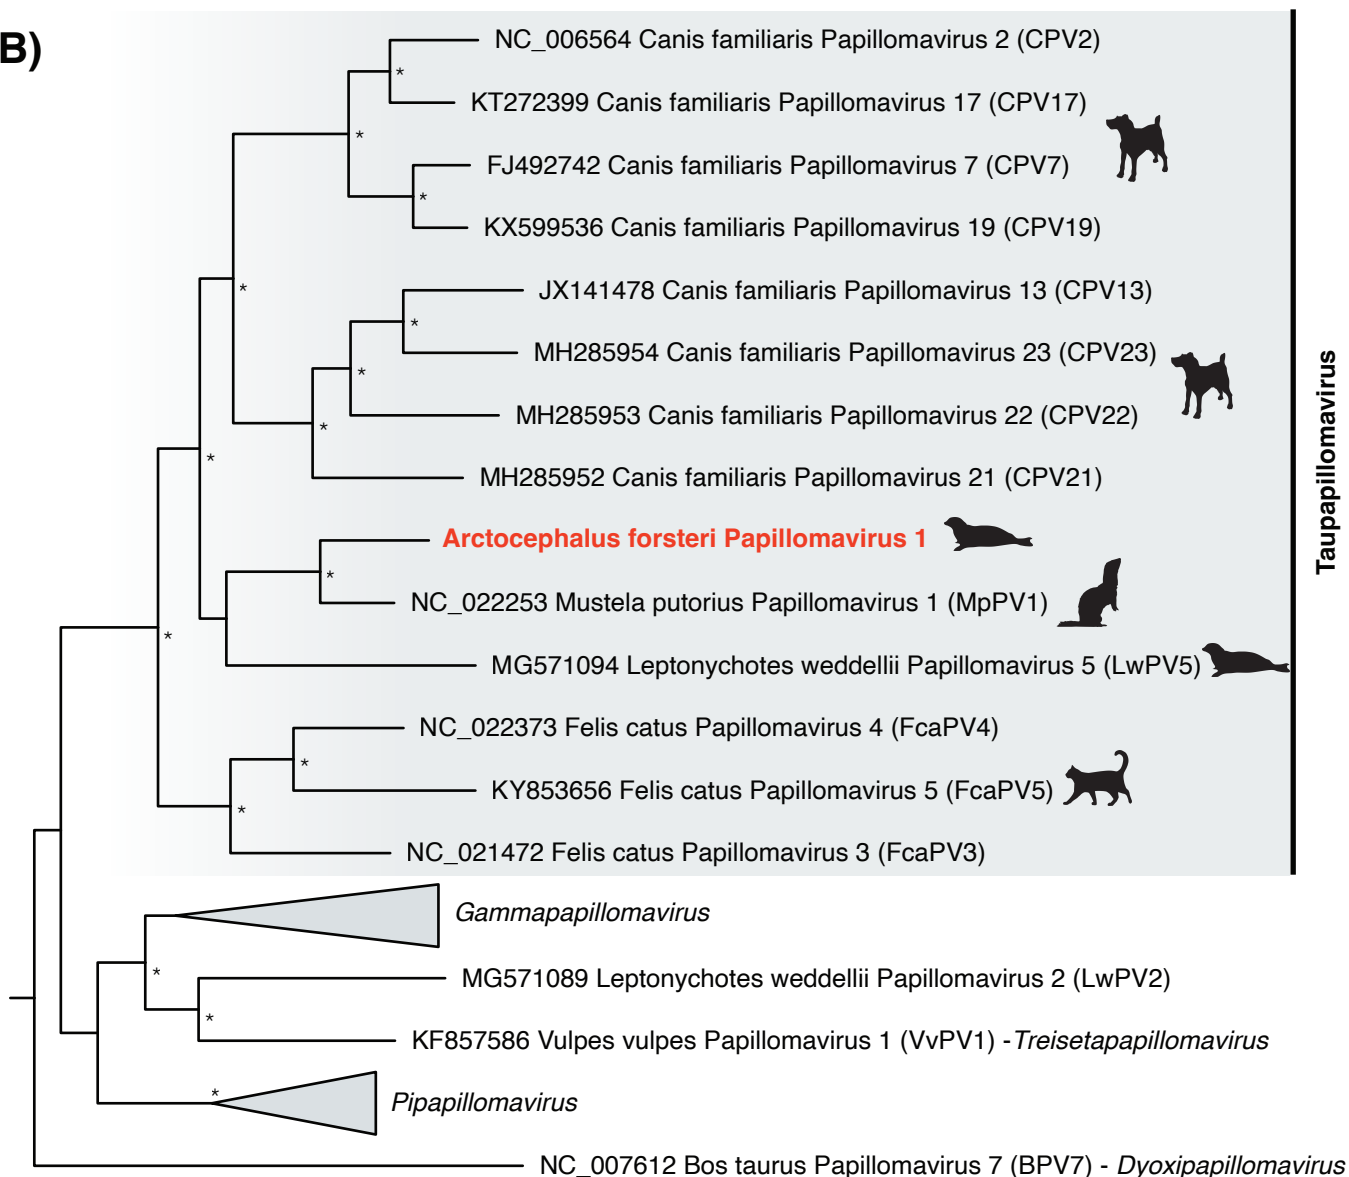 B)
NC_006564 Canis familiaris Papillomavirus 2 (CPV2)
*
KT272399 Canis familiaris Papillomavirus 17 (CPV17)
*
FJ492742 Canis familiaris Papillomavirus 7 (CPV7)
*
KX599536 Canis familiaris Papillomavirus 19 (CPV19)
*
JX141478 Canis familiaris Papillomavirus 13 (CPV13)
*
MH285954 Canis familiaris Papillomavirus 23 (CPV23)
*
MH285953 Canis familiaris Papillomavirus 22 (CPV22)
*
*
MH285952 Canis familiaris Papillomavirus 21 (CPV21)
Taupapillomavirus
Arctocephalus forsteri Papillomavirus 1
*
NC_022253 Mustela putorius Papillomavirus 1 (MpPV1)
*
MG571094 Leptonychotes weddellii Papillomavirus 5 (LwPV5)
NC_022373 Felis catus Papillomavirus 4 (FcaPV4)
*
KY853656 Felis catus Papillomavirus 5 (FcaPV5)
*
NC_021472 Felis catus Papillomavirus 3 (FcaPV3)
Gammapapillomavirus
*
MG571089 Leptonychotes weddellii Papillomavirus 2 (LwPV2)
*
KF857586 Vulpes vulpes Papillomavirus 1 (VvPV1) -Treisetapapillomavirus
*
Pipapillomavirus
NC_007612 Bos taurus Papillomavirus 7 (BPV7) - Dyoxipapillomavirus